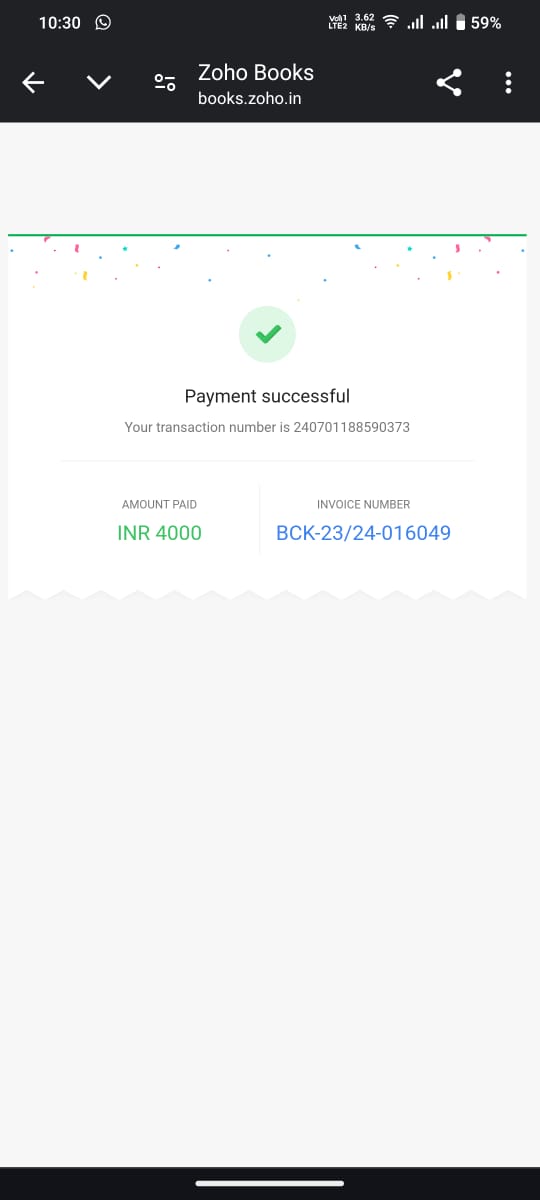 10:30
Vol1 3.62
LTE2 KB/s
59%
Zoho Books
books.zoho.in
Payment successful
Your transaction number is 240701188590373
AMOUNT PAID
INVOICE NUMBER
INR 4000
BCK-23/24-016049